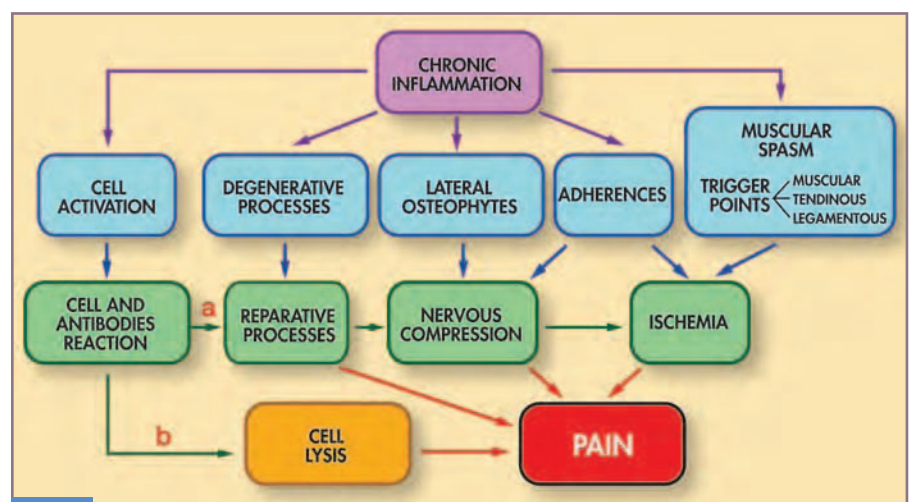 CHRONIC
INFLAMMATION
CELL
ACTIVATION
DEGENERATIVE
PROCESSES
LATERAL
OSTEOPHYTES
ADHERENCES
MUSCULAR
SPASM
TRIGGER
POINTS
MUSCULAR
TENDINOUS
LEGAMENTOUS
CELL AND
ANTIBODIES
REACTION
a
REPARATIVE
PROCESSES
NERVOUS
COMPRESSION
ISCHEMIA
b
CELL
LYSIS
PAIN